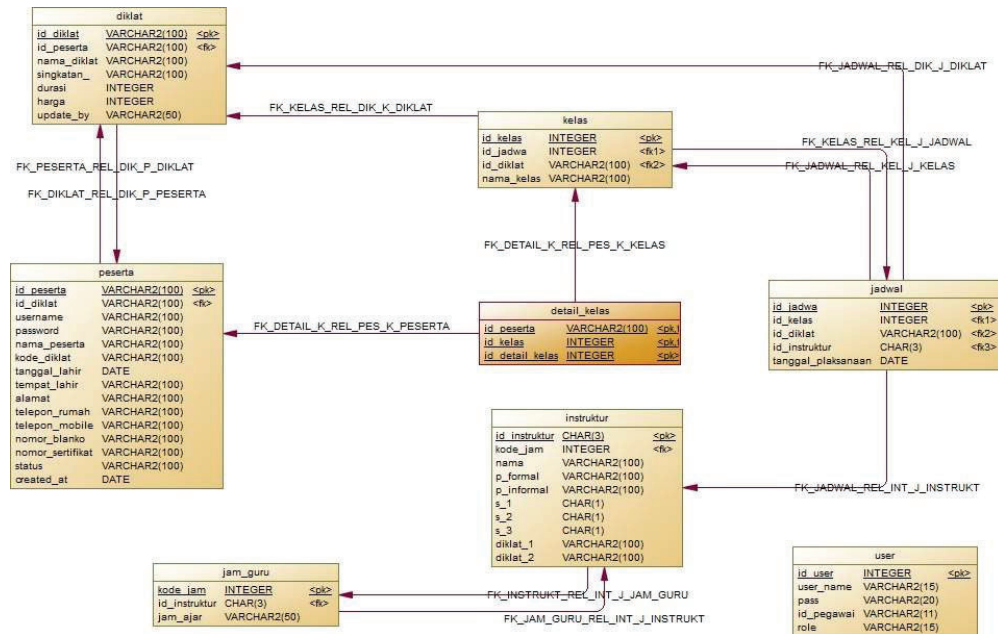 diklat
id_diklat VARCHAR2(100) <pk>
id_peserta VARCHAR2(100) <fk>
nama_diklat VARCHAR2(100)
singkatan_ VARCHAR2(100)
durasi INTEGER
harga INTEGER
update_by VARCHAR2(50)
FK_JADWAL_REL_DIK_J_DIKLAT
FK_KELAS_REL_DIK_K_DIKLAT
kelas
id_kelas INTEGER <pk>
id_jadwa INTEGER <fk1>
id_diklat VARCHAR2(100) <fk2>
nama_kelas VARCHAR2(100)
FK_KELAS_REL_KEL_J_JADWAL
FK_JADWAL_REL_KEL_J_KELAS
FK_PESERTA_REL_DIK_P_DIKLAT
FK_DIKLAT_REL_DIK_P_PESERTA
FK_DETAIL_K_REL_PES_K_KELAS
peserta
id_peserta VARCHAR2(100) <pk>
id_diklat VARCHAR2(100) <fk>
username VARCHAR2(100)
password VARCHAR2(100)
nama_peserta VARCHAR2(100)
kode_diklat VARCHAR2(100)
tanggal_lahir DATE
tempat_lahir VARCHAR2(100)
alamat VARCHAR2(100)
telepon_rumah VARCHAR2(100)
telepon_mobile VARCHAR2(100)
nomor_blanko VARCHAR2(100)
nomor_sertifikat VARCHAR2(100)
status VARCHAR2(100)
created_at DATE
FK_DETAIL_K_REL_PES_K_PESERTA
detail_kelas
id_peserta VARCHAR2(100) <pk,f
id_kelas INTEGER <pk,f
id_detail_kelas INTEGER <pk>
jadwal
id_jadwa INTEGER <pk>
id_kelas INTEGER <fk1>
id_diklat VARCHAR2(100) <fk2>
id_instruktur CHAR(3) <fk3>
tanggal_plaksanaan DATE
instruktur
id_instruktur CHAR(3) <pk>
kode_jam INTEGER <fk>
nama VARCHAR2(100)
p_formal VARCHAR2(100)
p_informal VARCHAR2(100)
s_1 CHAR(1)
s_2 CHAR(1)
s_3 CHAR(1)
diklat_1 VARCHAR2(100)
diklat_2 VARCHAR2(100)
FK_JADWAL_REL_INT_J_INSTRUKT
jam_guru
kode_jam INTEGER <pk>
id_instruktur CHAR(3) <fk>
jam_ajar VARCHAR2(50)
FK_INSTRUKT_REL_INT_J_JAM_GURU
FK_JAM_GURU_REL_INT_J_INSTRUKT
user
id_user INTEGER <pk>
user_name VARCHAR2(15)
pass VARCHAR2(20)
id_pegawai VARCHAR2(11)
role VARCHAR2(15)